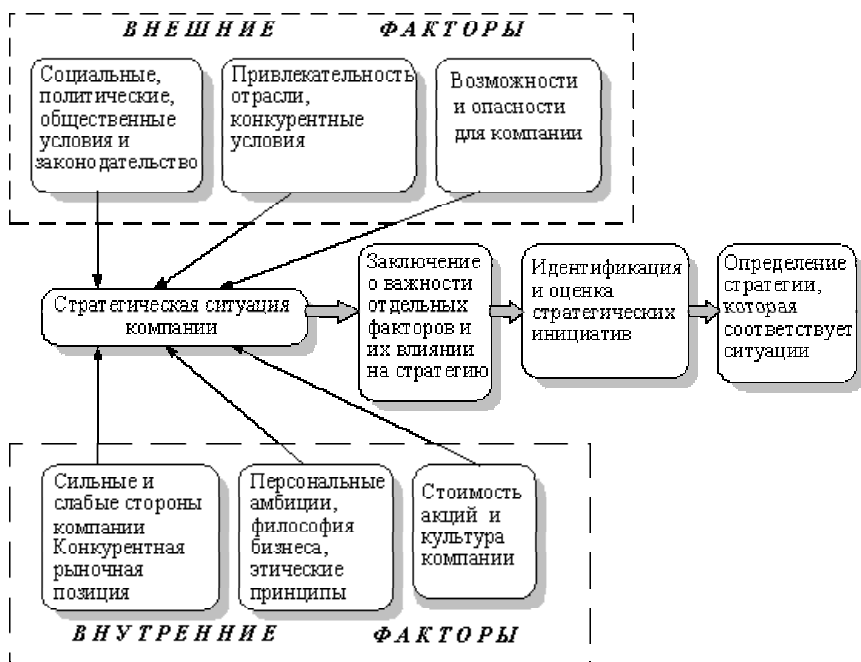 ВНЕШНИЕ ФАКТОРЫ
Социальные,
политические,
общественные
условия и
законодательство
Привлекательность
отрасли,
конкурентные
условия
Возможности
и опасности
для компании
Стратегическая ситуация
компании
Заключение
о важности
отдельных
факторов и
их влиянии
на стратегию
Идентификация
и оценка
стратегических
инициатив
Определение
стратегии,
которая
соответствует
ситуации
Сильные и
слабые стороны
компании
Конкурентная
рыночная
позиция
Персональные
амбиции,
философия
бизнеса,
этические
принципы
Стоимость
акций и
культура
компании
ВНУТРЕННИЕ ФАКТОРЫ